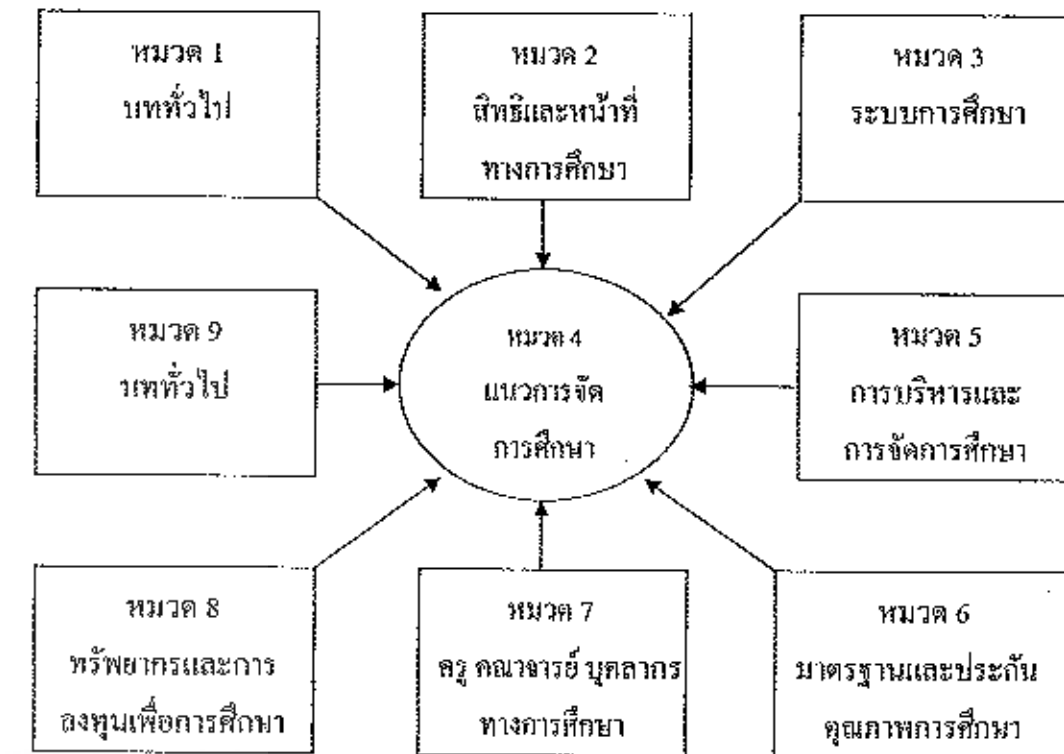 หมวด 1
บททั่วไป
หมวด 2
สิทธิและหน้าที่
ทางการศึกษา
หมวด 3
ระบบการศึกษา
หมวด 9
บททั่วไป
หมวด 4
แนวการจัด
การศึกษา
หมวด 5
การบริหารและ
การจัดการศึกษา
หมวด 8
ทรัพยากรและการ
ลงทุนเพื่อการศึกษา
หมวด 7
ครู คณาจารย์ บุคลากร
ทางการศึกษา
หมวด 6
มาตรฐานและประกัน
คุณภาพการศึกษา